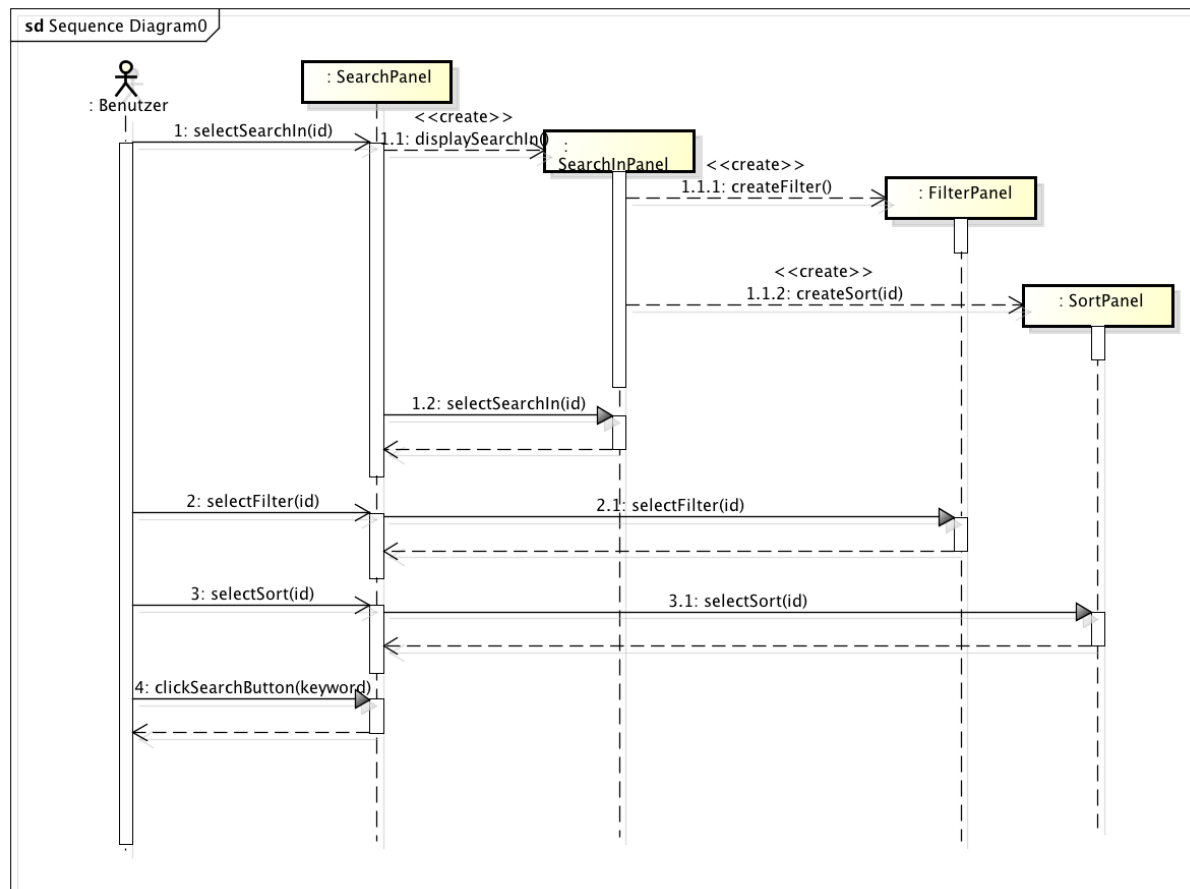 sd Sequence Diagram0
: SearchPanel
: Benutzer
<<create>>
1: selectSearchIn(id)
1.1: displaySearchIn()
:
SearchInPanel
<<create>>
1.1.1: createFilter()
: FilterPanel
<<create>>
1.1.2: createSort(id)
: SortPanel
1.2: selectSearchIn(id)
2: selectFilter(id)
2.1: selectFilter(id)
3: selectSort(id)
3.1: selectSort(id)
4: clickSearchButton(keyword)